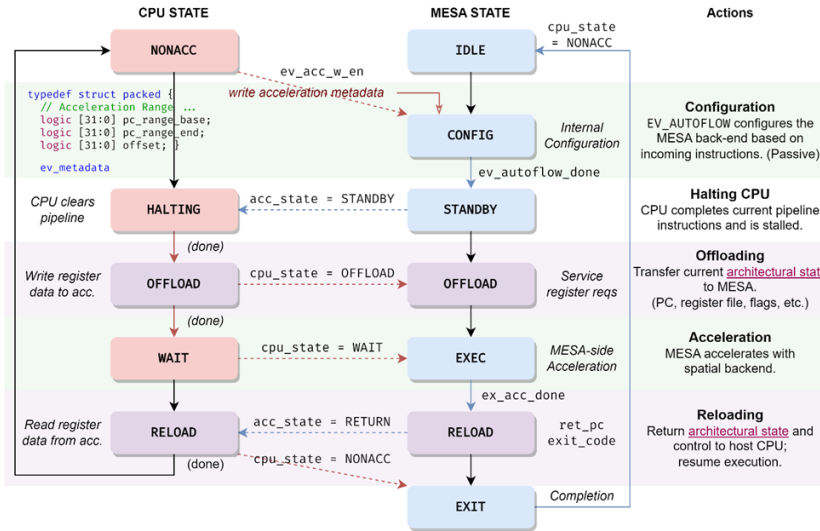 CPU STATE
MESA STATE
Actions
NONACC
IDLE
cpu_state
= NONACC
ev_acc_w_en
write acceleration metadata
typedef struct packed {
// Acceleration Range ...
logic [31:0] pc_range_base;
logic [31:0] pc_range_end;
logic [31:0] offset; }
ev_metadata
CONFIG
Internal
Configuration
Configuration
EV_AUTOFLOW configures the
MESA back-end based on
incoming instructions. (Passive)
ev_autoflow_done
CPU clears
pipeline
HALTING
acc_state = STANDBY
STANDBY
Halting CPU
CPU completes current pipeline
instructions and is stalled.
(done)
Write register
data to acc.
OFFLOAD
cpu_state = OFFLOAD
OFFLOAD
Service
register reqs
Offloading
Transfer current architectural stat
to MESA.
(PC, register file, flags, etc.)
(done)
WAIT
cpu_state = WAIT
EXEC
MESA-side
Acceleration
Acceleration
MESA accelerates with
spatial backend.
ex_acc_done
Read register
data from acc.
RELOAD
acc_state = RETURN
RELOAD
ret_pc
exit_code
Reloading
Return architectural state and
control to host CPU;
resume execution.
(done)
cpu_state = NONACC
EXIT
Completion